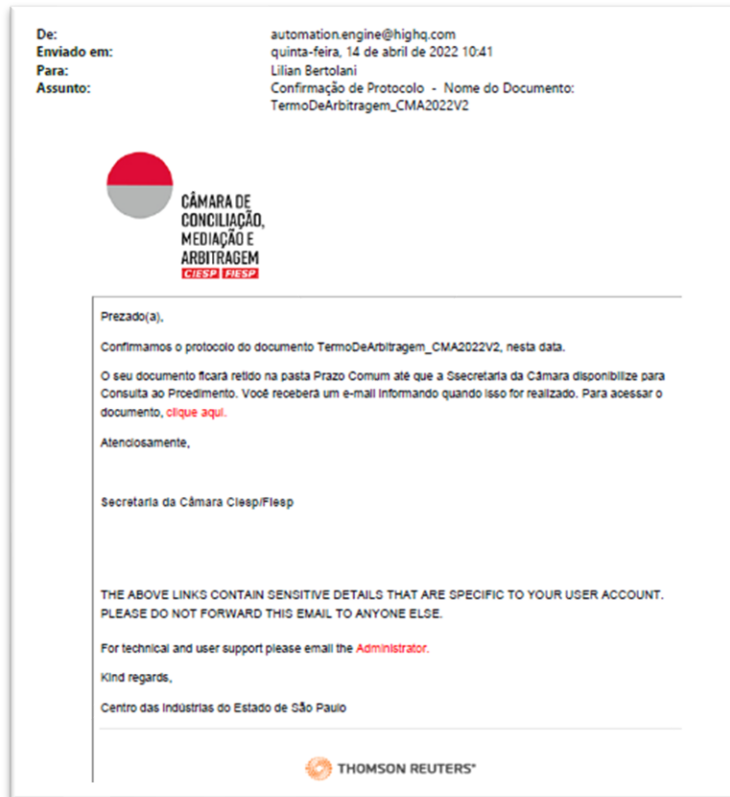 De: automation.engine@highq.com
Enviado em: quinta-feira, 14 de abril de 2022 10:41
Para: Lilian Bertolani
Assunto: Confirmação de Protocolo - Nome do Documento:
TermoDeArbitragem_CMA2022V2
CÂMARA DE
CONCILIAÇÃO,
MEDIAÇÃO E
ARBITRAGEM
CIESP FIESP
Prezado(a),
Confirmamos o protocolo do documento TermoDeArbitragem_CMA2022V2, nesta data.
O seu documento ficará retido na pasta Prazo Comum até que a Ssecretaria da Câmara disponibilize para
Consulta ao Prcedimento. Você receberá um e-mail informando quando isso for realizado. Para acessar o
documento, clique aqui.
Atenciosamente,
Secretaria da Câmara Ciesp/Fiesp
THE ABOVE LINKS CONTAIN SENSITIVE DETAILS THAT ARE SPECIFIC TO YOUR USER ACCOUNT.
PLEASE DO NOT FORWARD THIS EMAIL TO ANYONE ELSE.
For technical and user support please email the Administrator.
Kind regards,
Centro das Indústrias do Estado de São Paulo
THOMSON REUTERS®